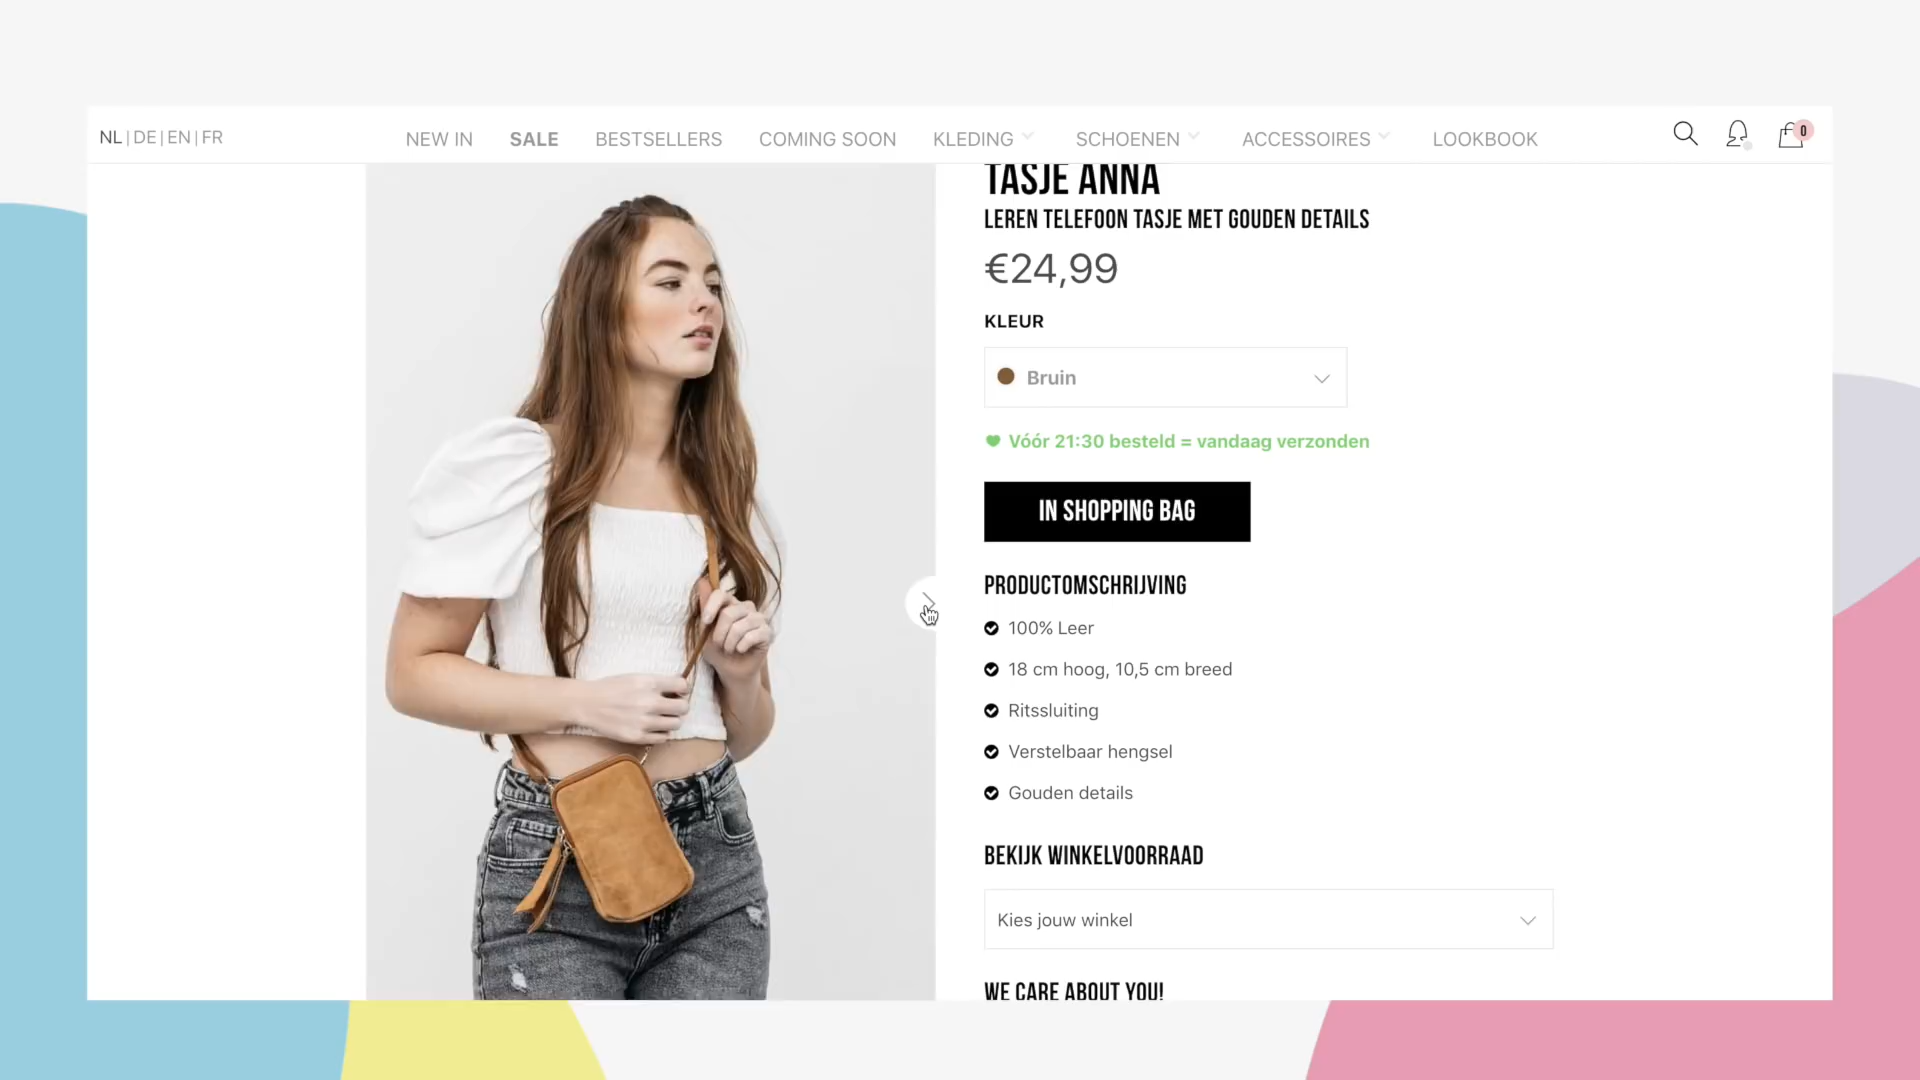 NL | DE | EN | FR
NEW IN
SALE
BESTSELLERS
COMING SOON
KLEDING
SCHOENEN
ACCESSOIRES
LOOKBOOK
0
TASJE ANNA
LEREN TELEFOON TASJE MET GOUDEN DETAILS
€24,99
KLEUR
Bruin
Vóór 21:30 besteld = vandaag verzonden
IN SHOPPING BAG
PRODUCTOMSCHRIJVING
100% Leer
18 cm hoog, 10,5 cm breed
Ritssluiting
Verstelbaar hengsel
Gouden details
BEKIJK WINKELVOORRAAD
Kies jouw winkel
WE CARE ABOUT YOU!